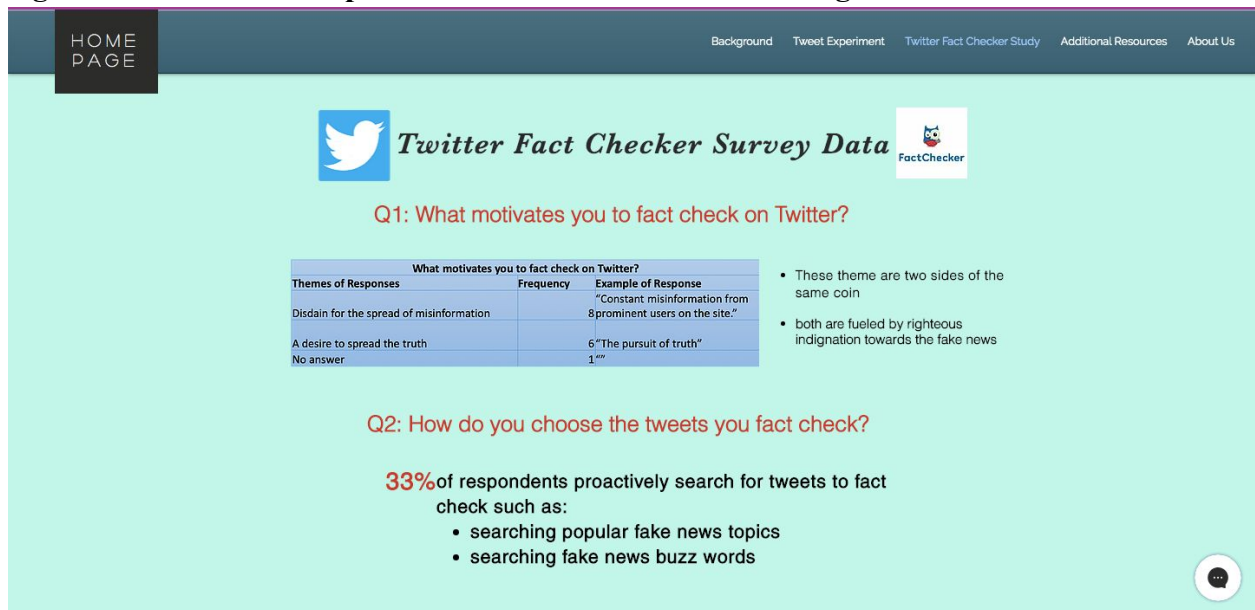 HOME
PAGE
Background Tweet Experiment Twitter Fact Checker Study Additional Resources About Us
Twitter Fact Checker Survey Data
FactChecker
Q1: What motivates you to fact check on Twitter?
What motivates you to fact check on Twitter?
Themes of Responses Frequency Example of Response
Disdain for the spread of misinformation 8 "Constant misinformation from
prominent users on the site."
A desire to spread the truth 6 "The pursuit of truth"
No answer 1 ""
• These theme are two sides of the
same coin
• both are fueled by righteous
indignation towards the fake news
Q2: How do you choose the tweets you fact check?
33% of respondents proactively search for tweets to fact
check such as:
• searching popular fake news topics
• searching fake news buzz words